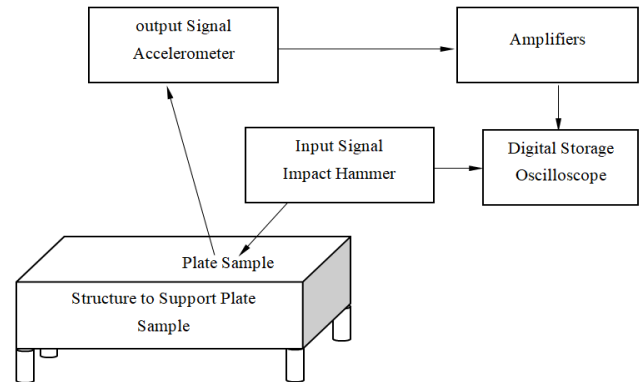 output Signal
Accelerometer
Amplifiers
Input Signal
Impact Hammer
Digital Storage
Oscilloscope
Plate Sample
Structure to Support Plate
Sample